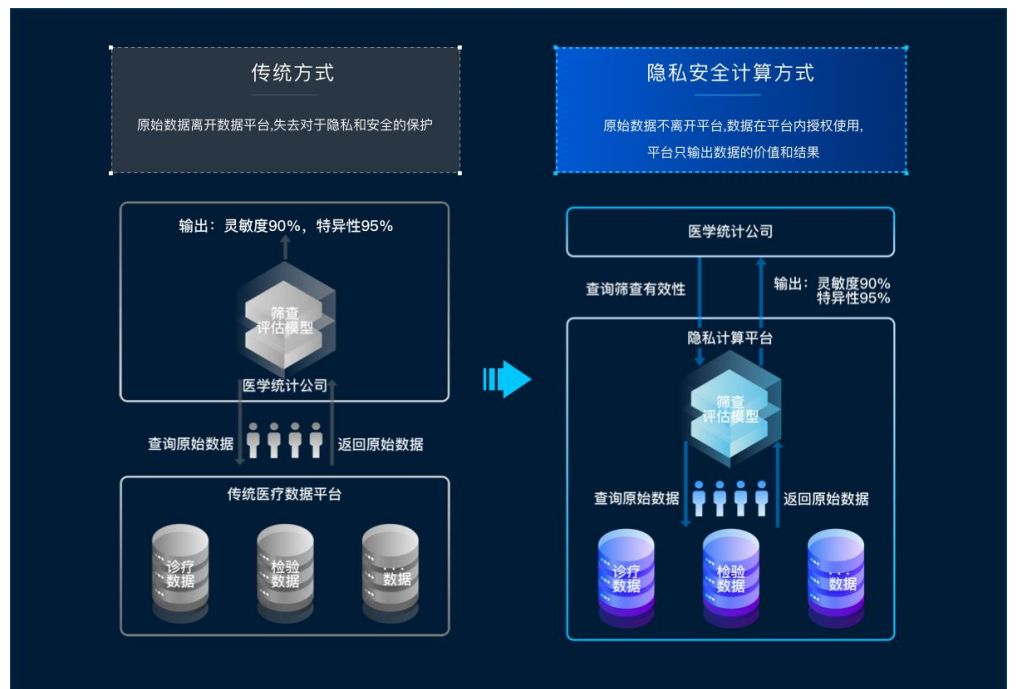 传统方式
原始数据离开数据平台,失去对于隐私和安全的保护
输出：灵敏度90%，特异性95%
筛查
评估模型
医学统计公司
查询原始数据
返回原始数据
传统医疗数据平台
诊疗
数据
检验
数据
...
数据
隐私安全计算方式
原始数据不离开平台,数据在平台内授权使用,
平台只输出数据的价值和结果
医学统计公司
查询筛查有效性
输出：灵敏度90%
特异性95%
隐私计算平台
筛查
评估模型
查询原始数据
返回原始数据
诊疗
数据
检验
数据
...
数据